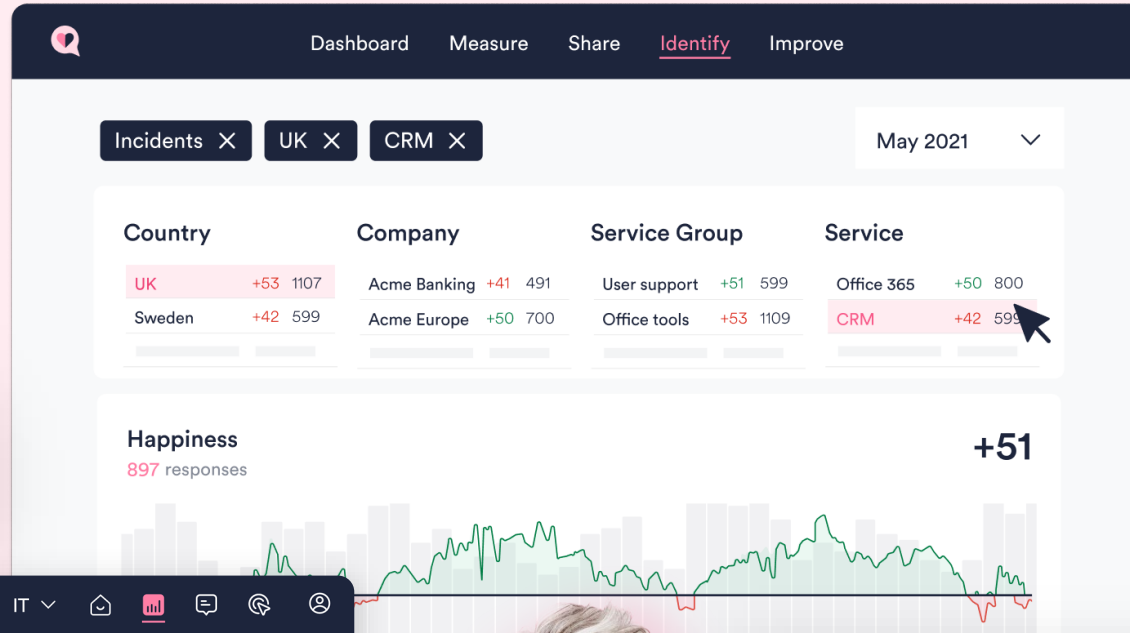 Dashboard Measure Share Identify Improve
Incidents UK CRM
May 2021
Country Company Service Group Service
UK +53 1107 Acme Banking +41 491 User support +51 599 Office 365 +50 800
Sweden +42 599 Acme Europe +50 700 Office tools +53 1109 CRM +42 599
Happiness +51
897 responses
IT